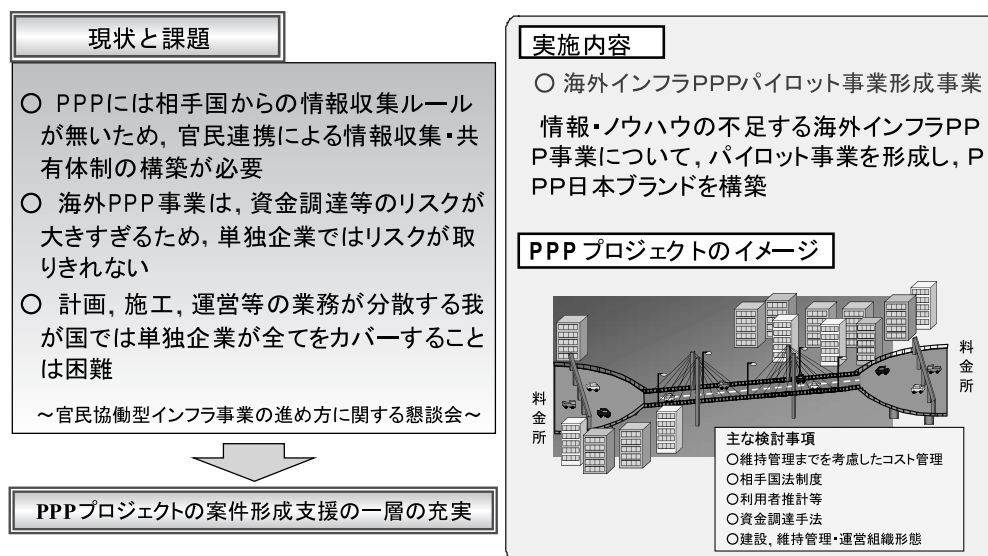 現状と課題
○ PPPには相手国からの情報収集ルール
が無いため，官民連携による情報収集・共
有体制の構築が必要
○ 海外PPP事業は，資金調達等のリスクが
大きすぎるため，単独企業ではリスクが取
りきれない
○ 計画，施工，運営等の業務が分散する我
が国では単独企業が全てをカバーすること
は困難
～官民協働型インフラ事業の進め方に関する懇談会～
PPPプロジェクトの案件形成支援の一層の充実
実施内容
○ 海外インフラPPPパイロット事業形成事業
情報・ノウハウの不足する海外インフラPP
P事業について，パイロット事業を形成し，P
PP日本ブランドを構築
PPPプロジェクトのイメージ
料金所
料金所
主な検討事項
○維持管理までを考慮したコスト管理
○相手国法制度
○利用者推計等
○資金調達手法
○建設，維持管理・運営組織形態